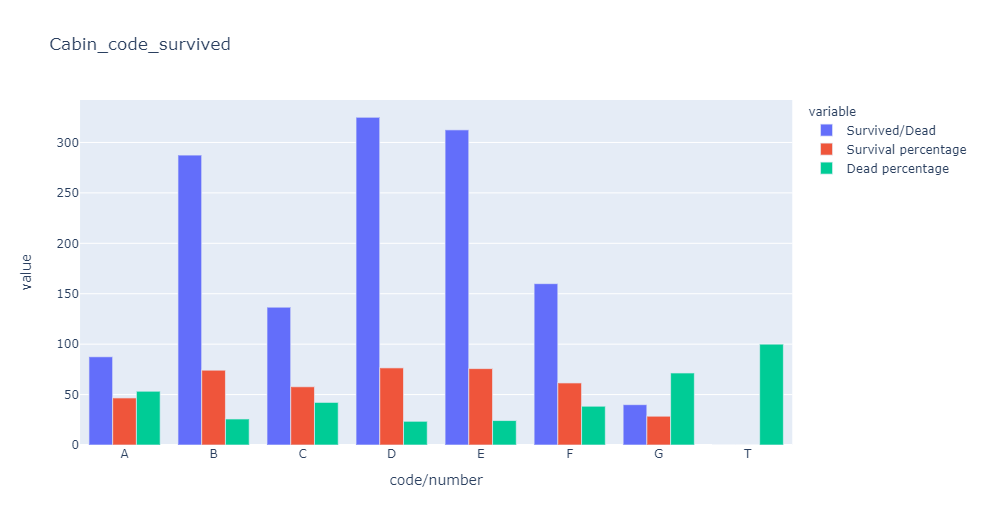 Cabin_code_survived
variable
Survived/Dead
Survival percentage
Dead percentage
value
300
250
200
150
100
50
0
A B C D E F G T
code/number